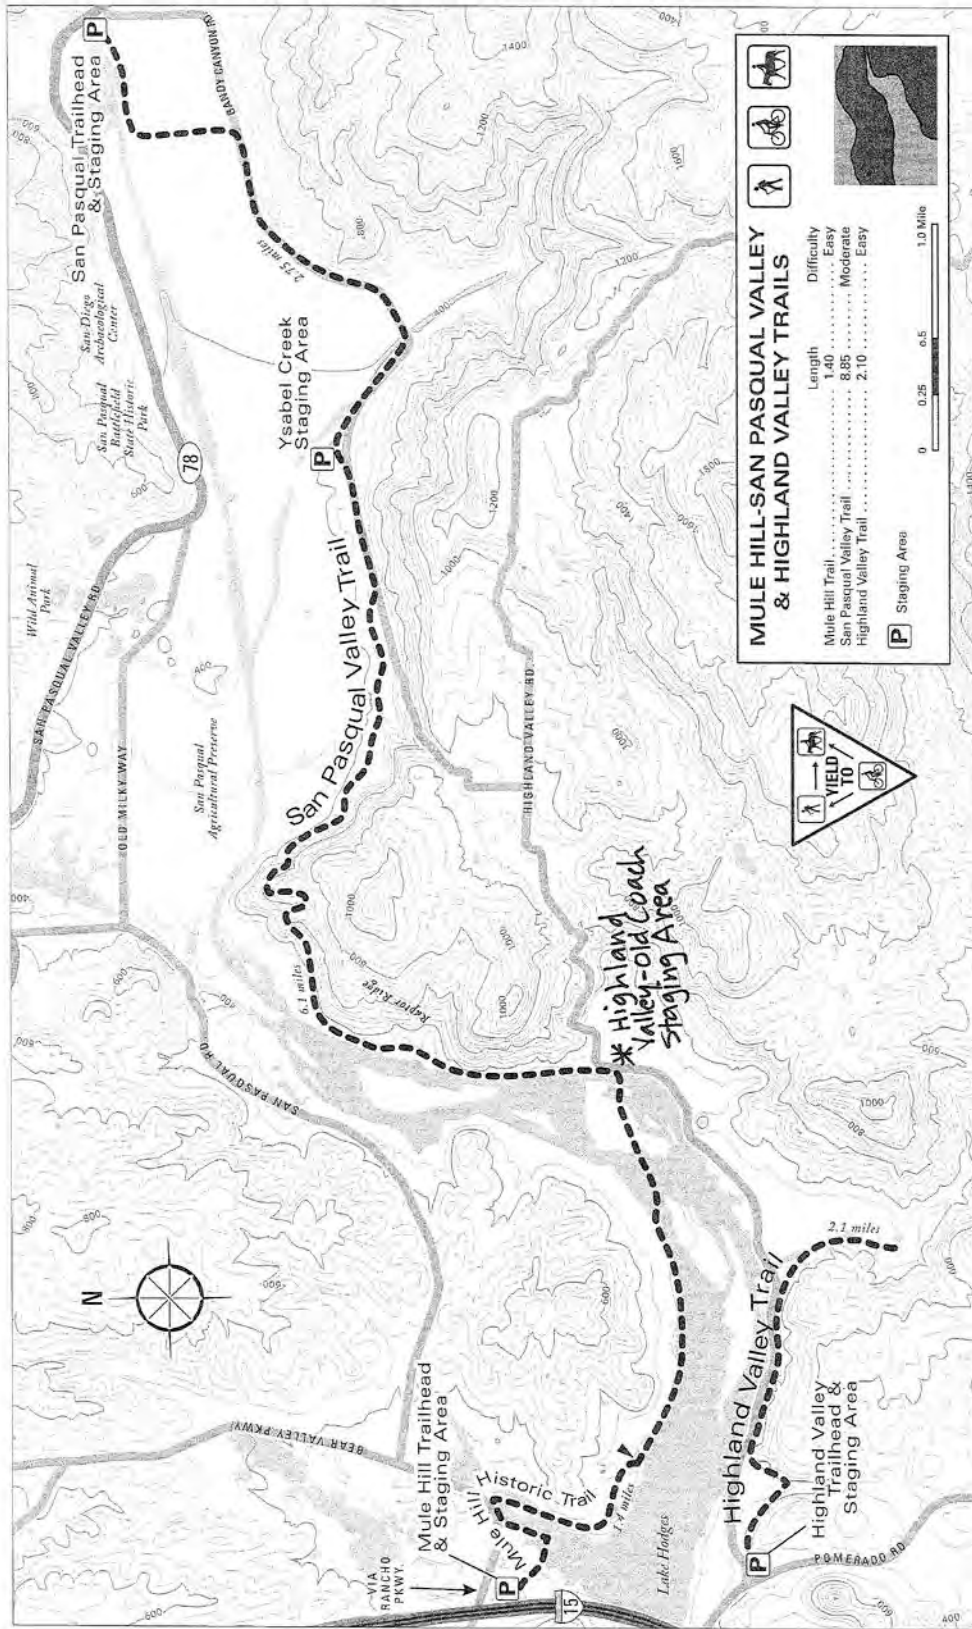 San Pasqual Trailhead
& Staging Area
BANDY CANYON RD
San Diego
Archaeological
Center
San Pasqual
Battlefield
State Historic
Park
78
Wild Animal
Park
SAN PASQUAL VALLEY RD
OLD MILKY WAY
San Pasqual
Agricultural Preserve
2.75 miles
Ysabel Creek
Staging Area
P
P
San Pasqual Valley Trail
6.1 miles
Raptor Ridge
HIGHLAND VALLEY RD.
SAN PASQUAL RD
* Highland
Valley-Old Coach
Staging Area
N
BEAR VALLEY PKWY
Mule Hill Trailhead
& Staging Area
VIA
RANCHO
PKWY.
P
Mule Hill Historic Trail
1.4 miles
15
Lake Hodges
Highland Valley Trail
2.1 miles
P
Highland Valley
Trailhead &
Staging Area
POMERADO RD
YIELD
TO
MULE HILL-SAN PASQUAL VALLEY
& HIGHLAND VALLEY TRAILS
Length Difficulty
Mule Hill Trail 1.40 Easy
San Pasqual Valley Trail 8.85 Moderate
Highland Valley Trail 2.10 Easy
P Staging Area
0 0.25 0.5 1.0 Mile